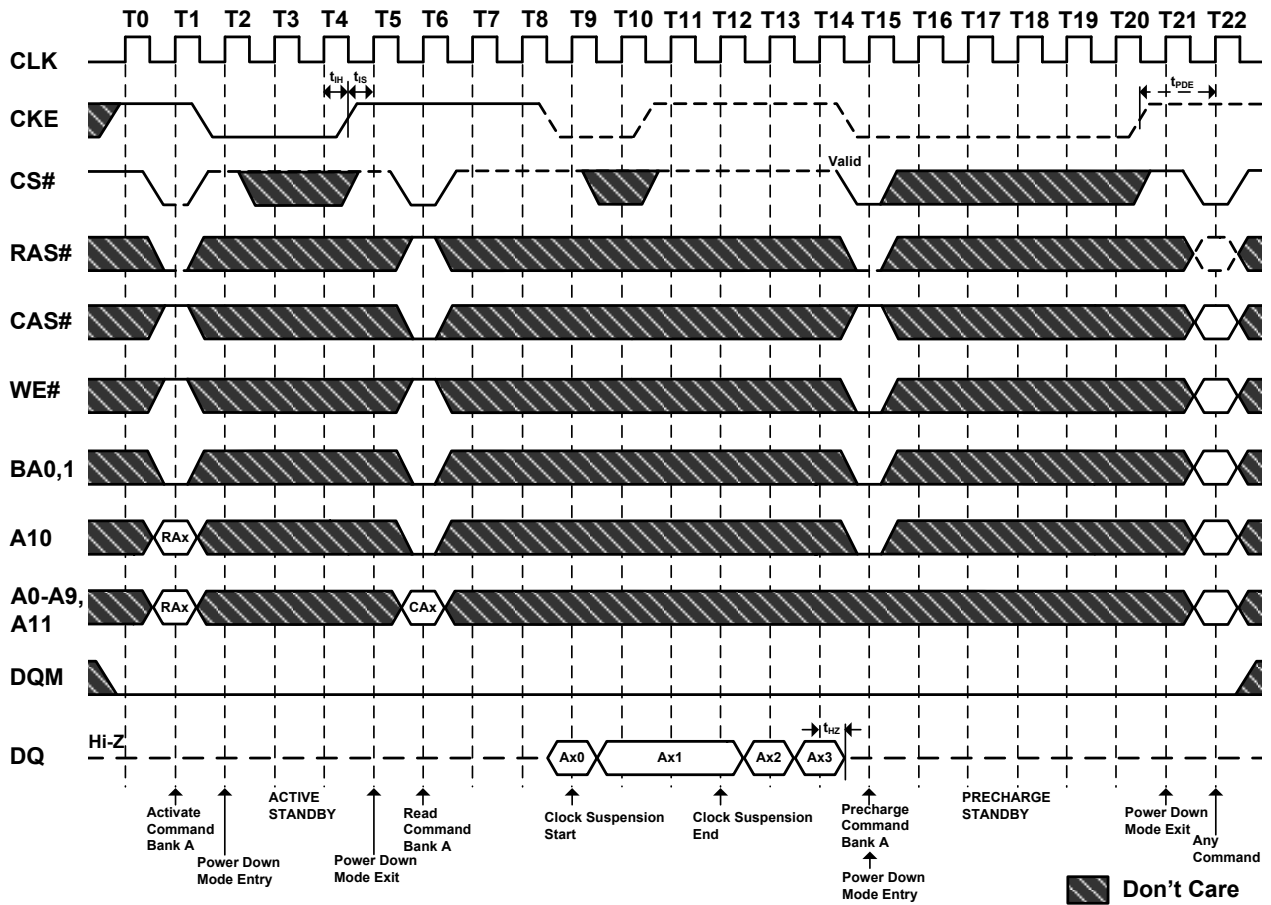 T0 T1 T2 T3 T4 T5 T6 T7 T8 T9 T10 T11 T12 T13 T14 T15 T16 T17 T18 T19 T20 T21 T22
CLK
tIH tIS
tPDE
CKE
Valid
CS#
RAS#
CAS#
WE#
BA0,1
A10
RAx
A0-A9,
A11
RAx
CAx
DQM
Hi-Z
DQ
Ax0
Ax1
Ax2
Ax3
tHZ
Activate
Command
Bank A
Power Down
Mode Entry
ACTIVE
STANDBY
Power Down
Mode Exit
Read
Command
Bank A
Clock Suspension
Start
Clock Suspension
End
Precharge
Command
Bank A
Power Down
Mode Entry
PRECHARGE
STANDBY
Power Down
Mode Exit
Any
Command
Don't Care